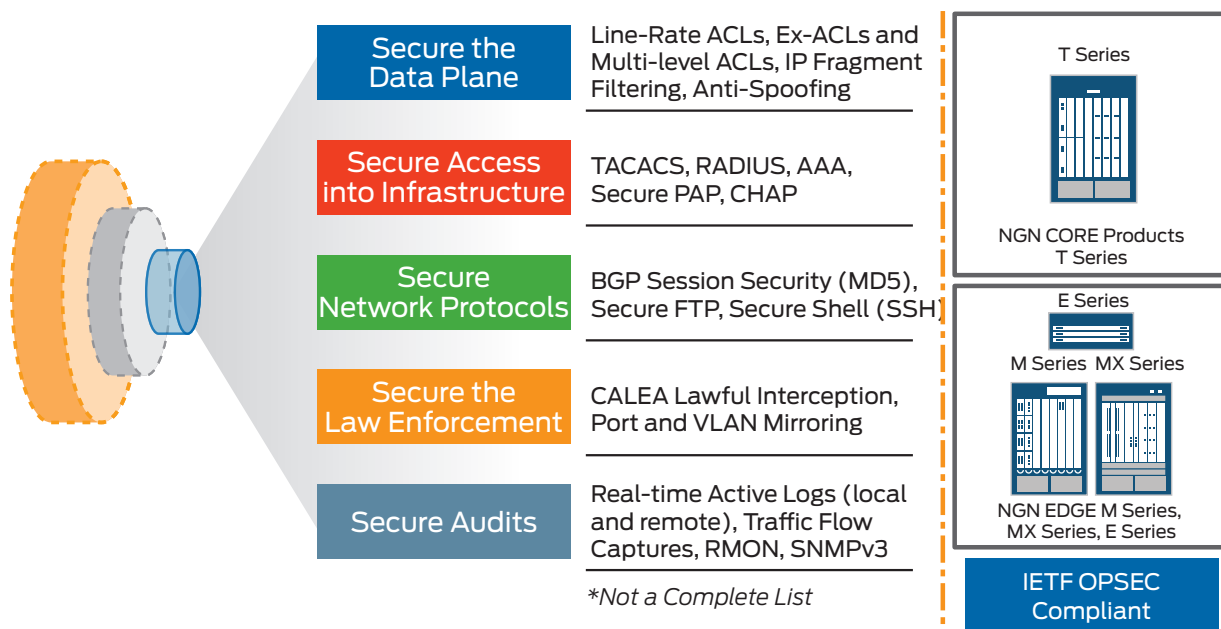 Secure the
Data Plane
Line-Rate ACLs, Ex-ACLs and
Multi-level ACLs, IP Fragment
Filtering, Anti-Spoofing
Secure Access
into Infrastructure
TACACS, RADIUS, AAA,
Secure PAP, CHAP
Secure
Network Protocols
BGP Session Security (MD5),
Secure FTP, Secure Shell (SSH)
Secure the
Law Enforcement
CALEA Lawful Interception,
Port and VLAN Mirroring
Secure Audits
Real-time Active Logs (local
and remote), Traffic Flow
Captures, RMON, SNMPv3
*Not a Complete List
T Series
NGN CORE Products
T Series
E Series
M Series MX Series
NGN EDGE M Series,
MX Series, E Series
IETF OPSEC
Compliant